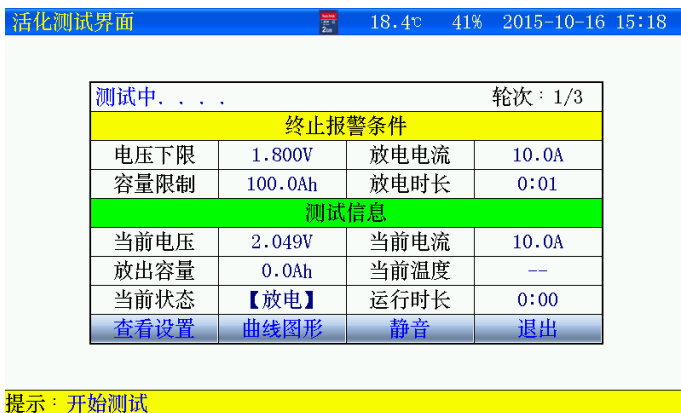 活化测试界面 18.4℃ 41% 2015-10-16 15:18
测试中. . . . 轮次：1/3
终止报警条件
电压下限 1.800V 放电电流 10.0A
容量限制 100.0Ah 放电时长 0:01
测试信息
当前电压 2.049V 当前电流 10.0A
放出容量 0.0Ah 当前温度 --
当前状态 【放电】 运行时长 0:00
查看设置 曲线图形 静音 退出
提示：开始测试